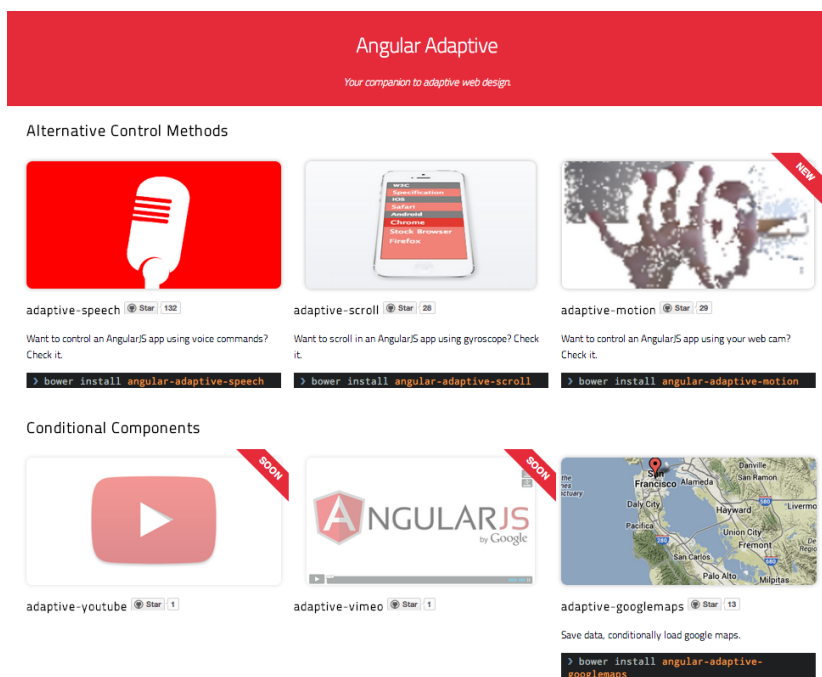 Angular Adaptive
Your companion to adaptive web design.
Alternative Control Methods
W3C
Specification
IOS
Safari
Android
Chrome
Stock Browser
Firefox
NEW
adaptive-speech Star 132
Want to control an AngularJS app using voice commands?
Check it.
❯ bower install angular-adaptive-speech
adaptive-scroll Star 28
Want to scroll in an AngularJS app using gyroscope? Check
it.
❯ bower install angular-adaptive-scroll
adaptive-motion Star 29
Want to control an AngularJS app using your web cam?
Check it.
❯ bower install angular-adaptive-motion
Conditional Components
SOON
adaptive-youtube Star 1
SOON
ANGULARJS
by Google
adaptive-vimeo Star 1
Danville
San
Francisco
Alameda
San Ramon
Daly City
580
Hayward
Livermo
Pacifica
280
Union City
Fremont
San Carlos
880
Palo Alto
Milpitas
adaptive-googlemaps Star 13
Save data, conditionally load google maps.
❯ bower install angular-adaptive-
googlemaps